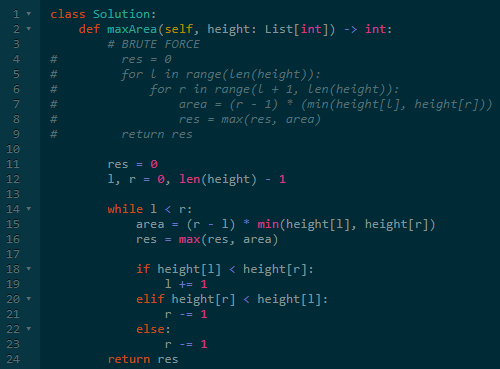 1 class Solution:
2     def maxArea(self, height: List[int]) -> int:
3         # BRUTE FORCE
4 #         res = 0
5 #         for l in range(len(height)):
6 #             for r in range(l + 1, len(height)):
7 #                 area = (r - 1) * (min(height[l], height[r]))
8 #                 res = max(res, area)
9 #         return res
10
11         res = 0
12         l, r = 0, len(height) - 1
13
14         while l < r:
15             area = (r - l) * min(height[l], height[r])
16             res = max(res, area)
17
18             if height[l] < height[r]:
19                 l += 1
20             elif height[r] < height[l]:
21                 r -= 1
22             else:
23                 r -= 1
24         return res